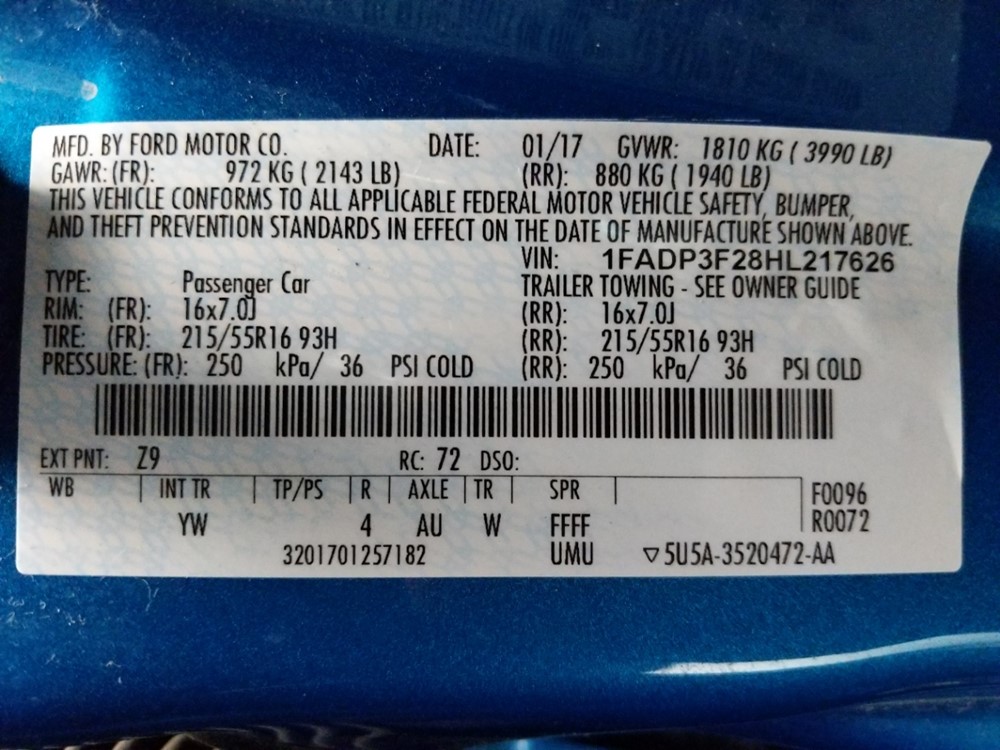 MFD. BY FORD MOTOR CO. DATE: 01/17 GVWR: 1810 KG ( 3990 LB)
GAWR: (FR): 972 KG ( 2143 LB) (RR): 880 KG ( 1940 LB)
THIS VEHICLE CONFORMS TO ALL APPLICABLE FEDERAL MOTOR VEHICLE SAFETY, BUMPER,
AND THEFT PREVENTION STANDARDS IN EFFECT ON THE DATE OF MANUFACTURE SHOWN ABOVE.
VIN: 1FADP3F28HL217626
TYPE: Passenger Car TRAILER TOWING - SEE OWNER GUIDE
RIM: (FR): 16x7.0J (RR): 16x7.0J
TIRE: (FR): 215/55R16 93H (RR): 215/55R16 93H
PRESSURE: (FR): 250 kPa/ 36 PSI COLD (RR): 250 kPa/ 36 PSI COLD
EXT PNT: Z9 RC: 72 DSO:
WB INT TR TP/PS R AXLE TR SPR F0096
YW 4 AU W FFFF R0072
3201701257182 UMU ▽5U5A-3520472-AA